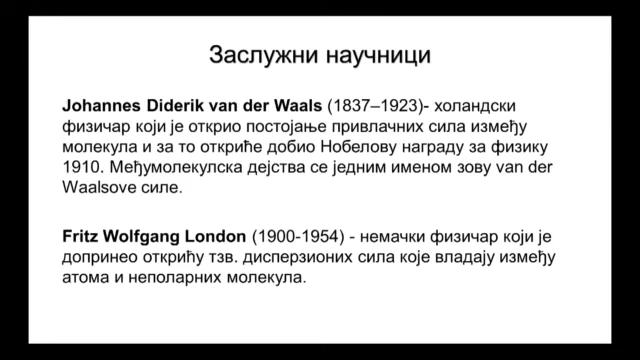 Заслужни научници
Johannes Diderik van der Waals (1837–1923)- холандски
физичар који је открио постојање привлачних сила између
молекула и за то откриће добио Нобелову награду за физику
1910. Међумолекулска дејства се једним именом зову van der
Waalsove силе.
Fritz Wolfgang London (1900-1954) - немачки физичар који је
допринео открићу тзв. дисперзионих сила које владају између
атома и неполарних молекула.